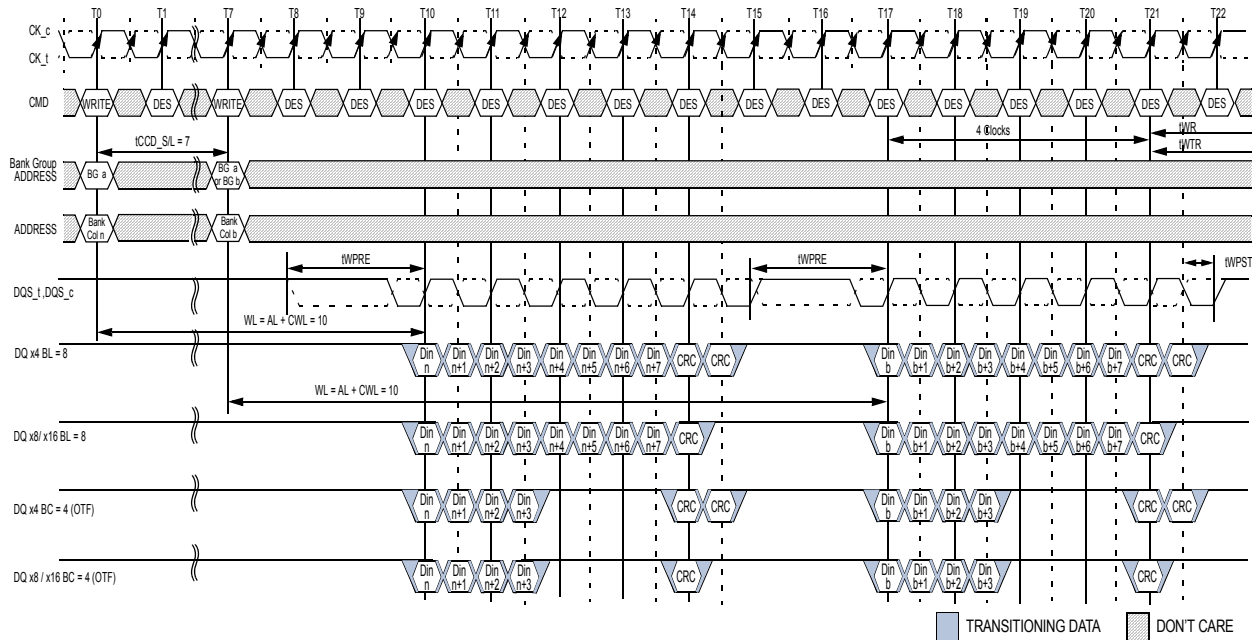 T0 T1 T7 T8 T9 T10 T11 T12 T13 T14 T15 T16 T17 T18 T19 T20 T21 T22
CK_c
CK_t
CMD WRITE DES WRITE DES DES DES DES DES DES DES DES DES DES DES DES DES DES DES
tCCD_S/L = 7
4 Clocks
tWR
tWTR
Bank Group
ADDRESS
BG a
BG a
or BG b
ADDRESS
Bank
Col n
Bank
Col b
tWPRE
tWPRE
tWPST
DQS_t ,DQS_c
WL = AL + CWL = 10
DQ x4 BL = 8
Din Din Din Din Din Din Din Din CRC CRC Din Din Din Din Din Din Din Din CRC CRC
n n+1 n+2 n+3 n+4 n+5 n+6 n+7 b b+1 b+2 b+3 b+4 b+5 b+6 b+7
WL = AL + CWL = 10
DQ x8/ x16 BL = 8
Din Din Din Din Din Din Din Din CRC Din Din Din Din Din Din Din Din CRC
n n+1 n+2 n+3 n+4 n+5 n+6 n+7 b b+1 b+2 b+3 b+4 b+5 b+6 b+7
DQ x4 BC = 4 (OTF)
Din Din Din Din CRC CRC Din Din Din Din CRC CRC
n n+1 n+2 n+3 b b+1 b+2 b+3
DQ x8 / x16 BC = 4 (OTF)
Din Din Din Din CRC Din Din Din Din CRC
n n+1 n+2 n+3 b b+1 b+2 b+3
TRANSITIONING DATA DON'T CARE